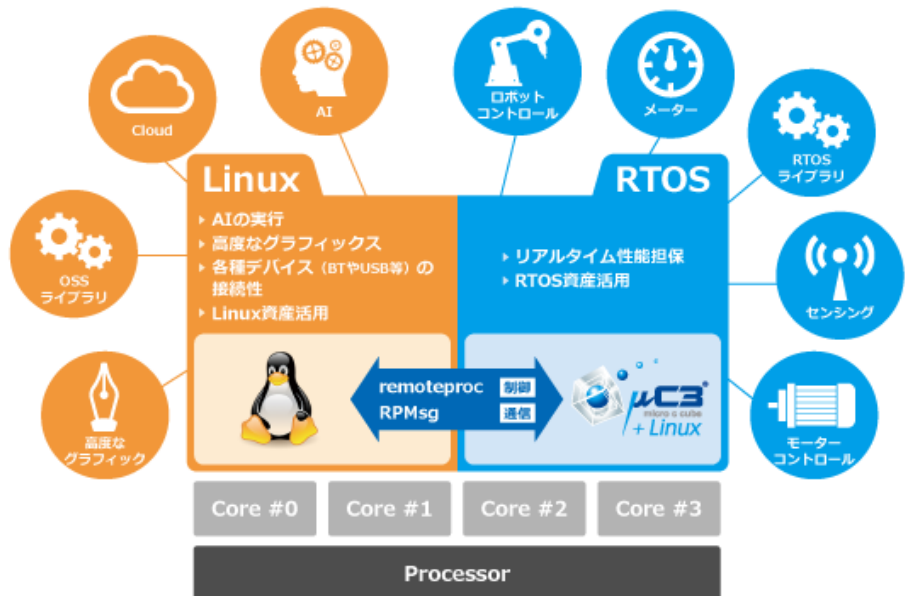 Cloud
AI
ロボット
コントロール
メーター
RTOS
ライブラリ
OSS
ライブラリ
センシング
高度な
グラフィック
モーター
コントロール
Linux
AIの実行
高度なグラフィックス
各種デバイス（BTやUSB等）の
接続性
Linux資産活用
RTOS
リアルタイム性能担保
RTOS資産活用
remoteproc 制御
RPMsg 通信
μC3
micro c cube
+ Linux
Core #0
Core #1
Core #2
Core #3
Processor